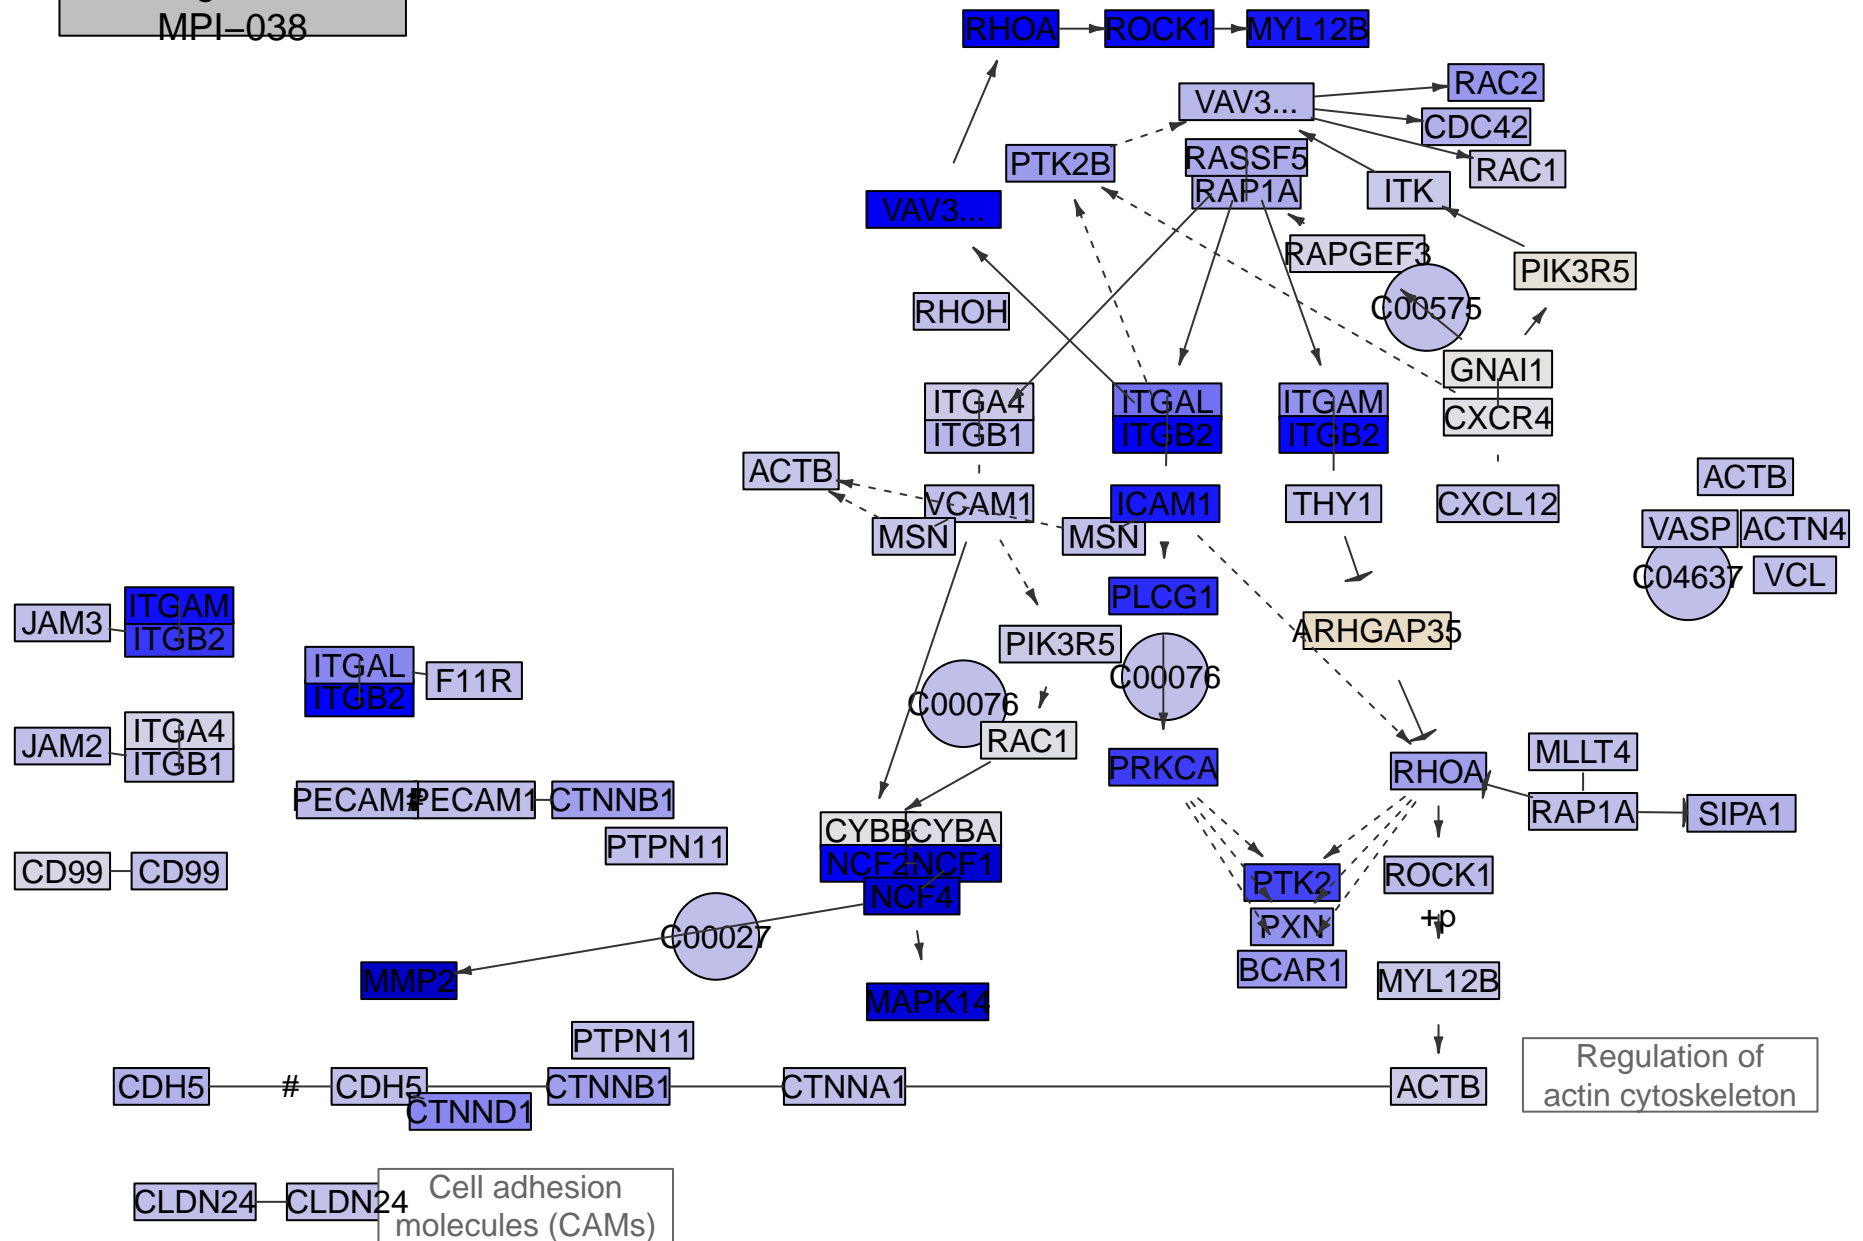 MPI−038
RHOA
ROCK1
MYL12B
RAC2
VAV3...
CDC42
PTK2B
RASSF5
RAC1
RAP1A
ITK
VAV3...
RAPGEF3
PIK3R5
C00575
RHOH
GNAI1
ITGA4
ITGAL
ITGAM
CXCR4
ITGB1
ITGB2
ITGB2
ACTB
ACTB
VCAM1
ICAM1
THY1
CXCL12
MSN
MSN
VASP
ACTN4
C04637
VCL
PLCG1
ITGAM
JAM3
ITGB2
ARHGAP35
PIK3R5
ITGAL
F11R
C00076
ITGB2
C00076
ITGA4
JAM2
RAC1
ITGB1
MLLT4
PRKCA
RHOA
PECAM1
#
PECAM1
CTNNB1
RAP1A
SIPA1
CYBB
CYBA
PTPN11
NCF2
NCF1
CD99
CD99
ROCK1
PTK2
NCF4
+p
PXN
C00027
BCAR1
MMP2
MYL12B
MAPK14
PTPN11
Regulation of
actin cytoskeleton
CDH5
#
CDH5
CTNNB1
CTNNA1
ACTB
CTNND1
CLDN24
CLDN24
Cell adhesion
molecules (CAMs)